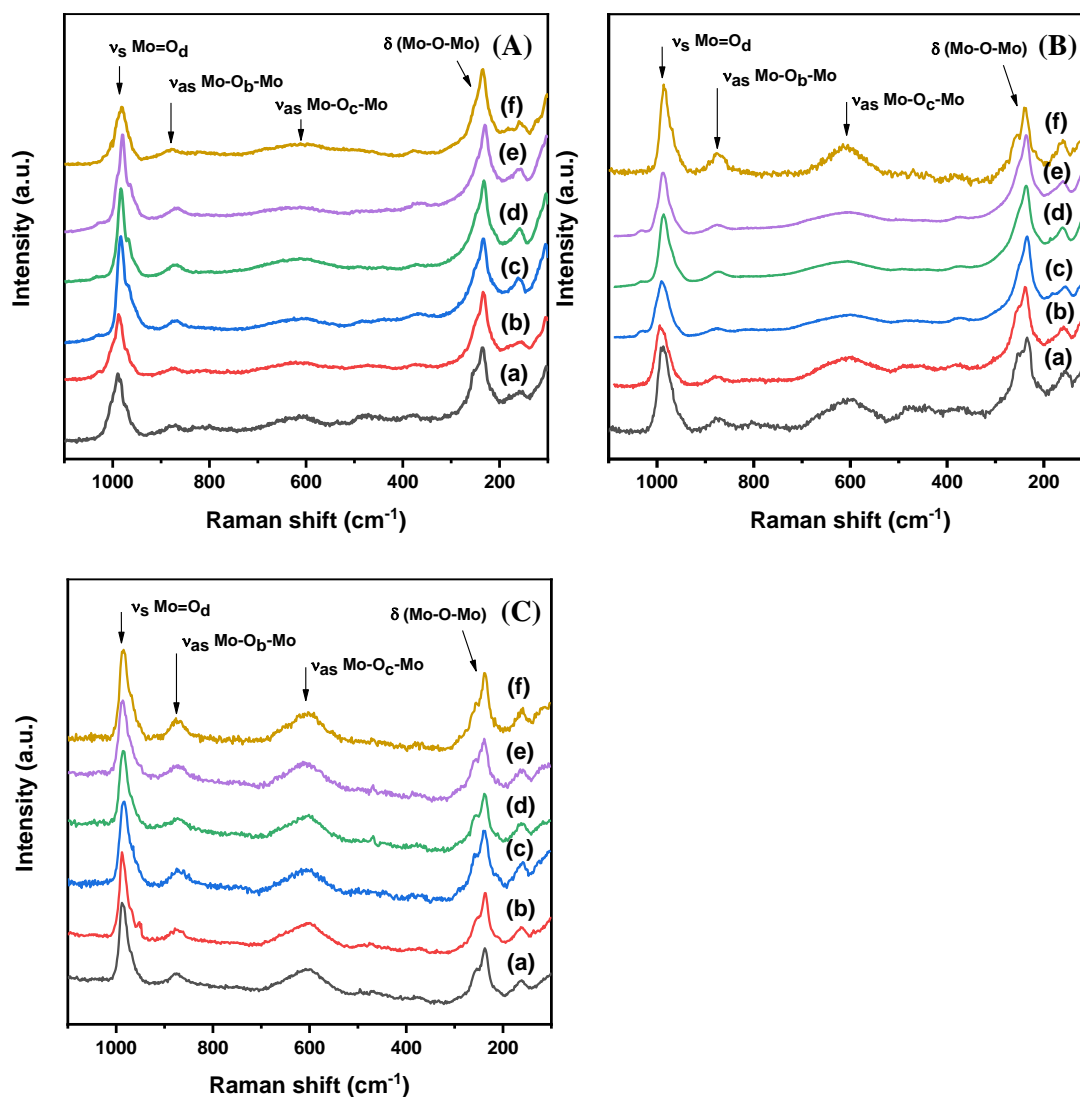 νs Mo=Od
δ (Mo-O-Mo)
(A)
νas Mo-Ob-Mo
νas Mo-Oc-Mo
(f)
(e)
(d)
(c)
(b)
(a)
Intensity (a.u.)
1000 800 600 400 200
Raman shift (cm-1)
νs Mo=Od
δ (Mo-O-Mo)
(B)
νas Mo-Ob-Mo
νas Mo-Oc-Mo
(f)
(e)
(d)
(c)
(b)
(a)
Intensity (a.u.)
1000 800 600 400 200
Raman shift (cm-1)
νs Mo=Od
δ (Mo-O-Mo)
(C)
νas Mo-Ob-Mo
νas Mo-Oc-Mo
(f)
(e)
(d)
(c)
(b)
(a)
Intensity (a.u.)
1000 800 600 400 200
Raman shift (cm-1)